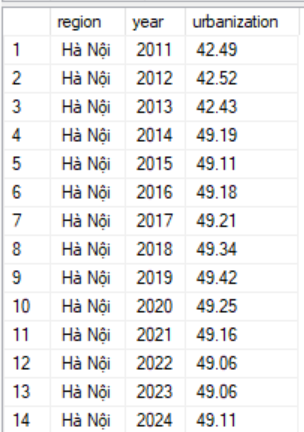 region year urbanization
1 Hà Nội 2011 42.49
2 Hà Nội 2012 42.52
3 Hà Nội 2013 42.43
4 Hà Nội 2014 49.19
5 Hà Nội 2015 49.11
6 Hà Nội 2016 49.18
7 Hà Nội 2017 49.21
8 Hà Nội 2018 49.34
9 Hà Nội 2019 49.42
10 Hà Nội 2020 49.25
11 Hà Nội 2021 49.16
12 Hà Nội 2022 49.06
13 Hà Nội 2023 49.06
14 Hà Nội 2024 49.11